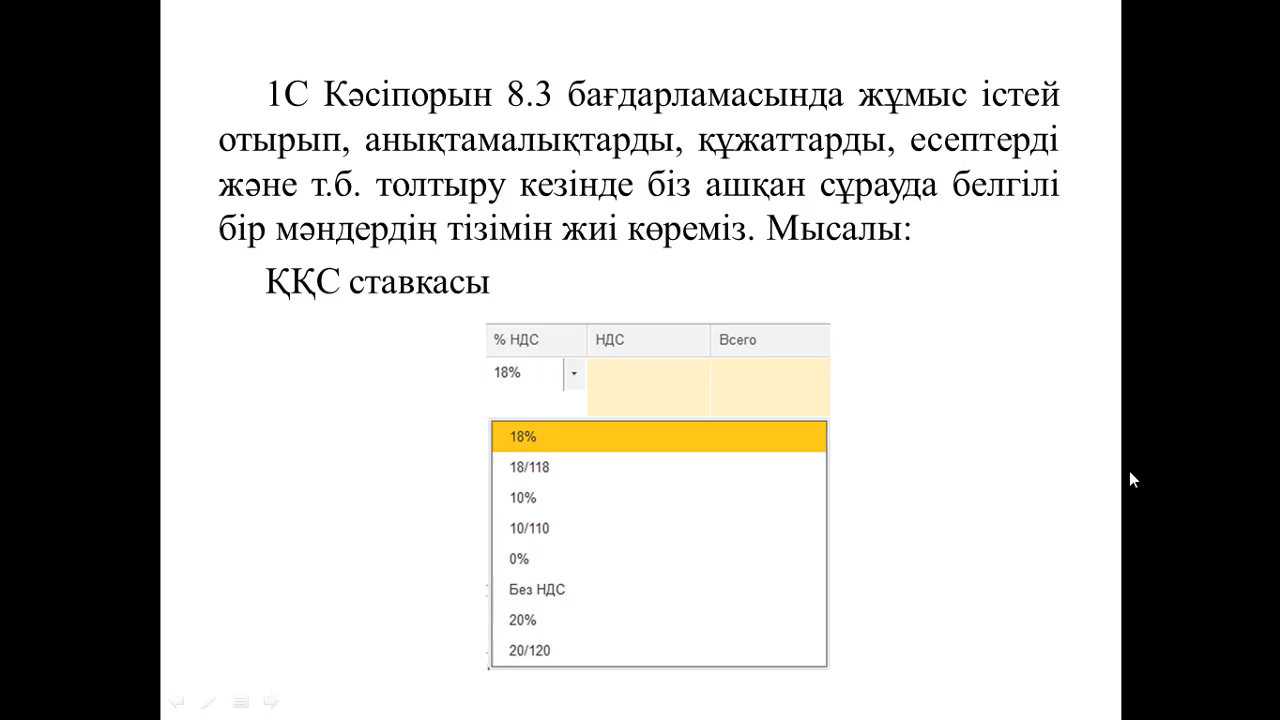 1С Кәсіпорын 8.3 бағдарламасында жұмыс істей
отырып, анықтамалықтарды, құжаттарды, есептерді
және т.б. толтыру кезінде біз ашқан сұрауда белгілі
бір мәндердің тізімін жиі көреміз. Мысалы:
ҚҚС ставкасы
% НДС НДС Всего
18%
18%
18/118
10%
10/110
0%
Без НДС
20%
20/120